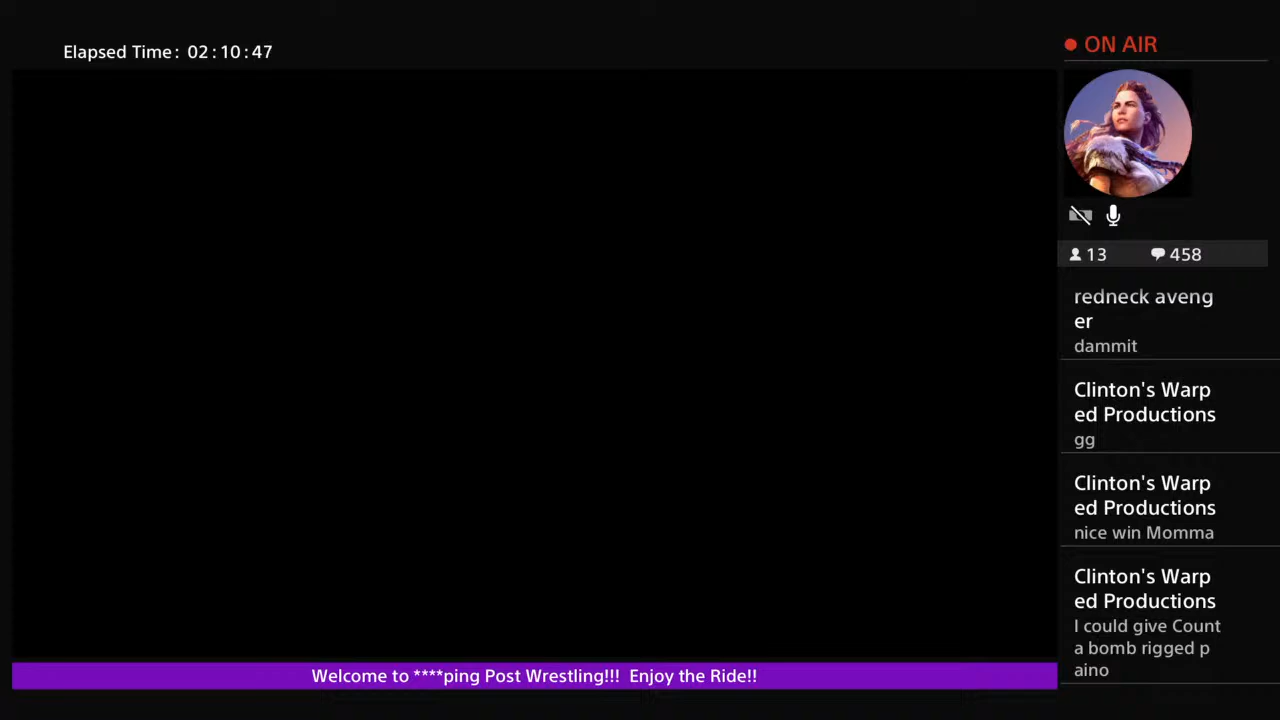 Elapsed Time: 02:10:47
ON AIR
13 458
redneck aveng
er
dammit
Clinton's Warp
ed Productions
gg
Clinton's Warp
ed Productions
nice win Momma
Clinton's Warp
ed Productions
I could give Count
a bomb rigged p
aino
Welcome to ****ping Post Wrestling!!! Enjoy the Ride!!